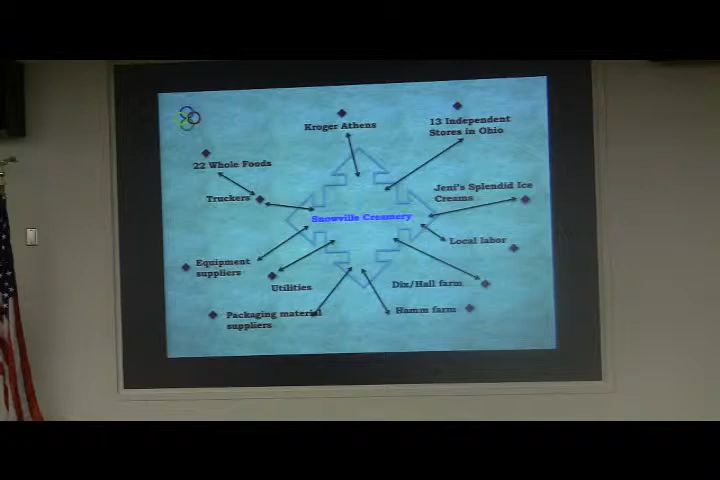 Kroger Athens
13 Independent
Stores in Ohio
22 Whole Foods
Truckers
Jeni's Splendid Ice
Creams
Snowville Creamery
Local labor
Equipment
suppliers
Utilities
Dix/Hall farm
Packaging material
suppliers
Hamm farm